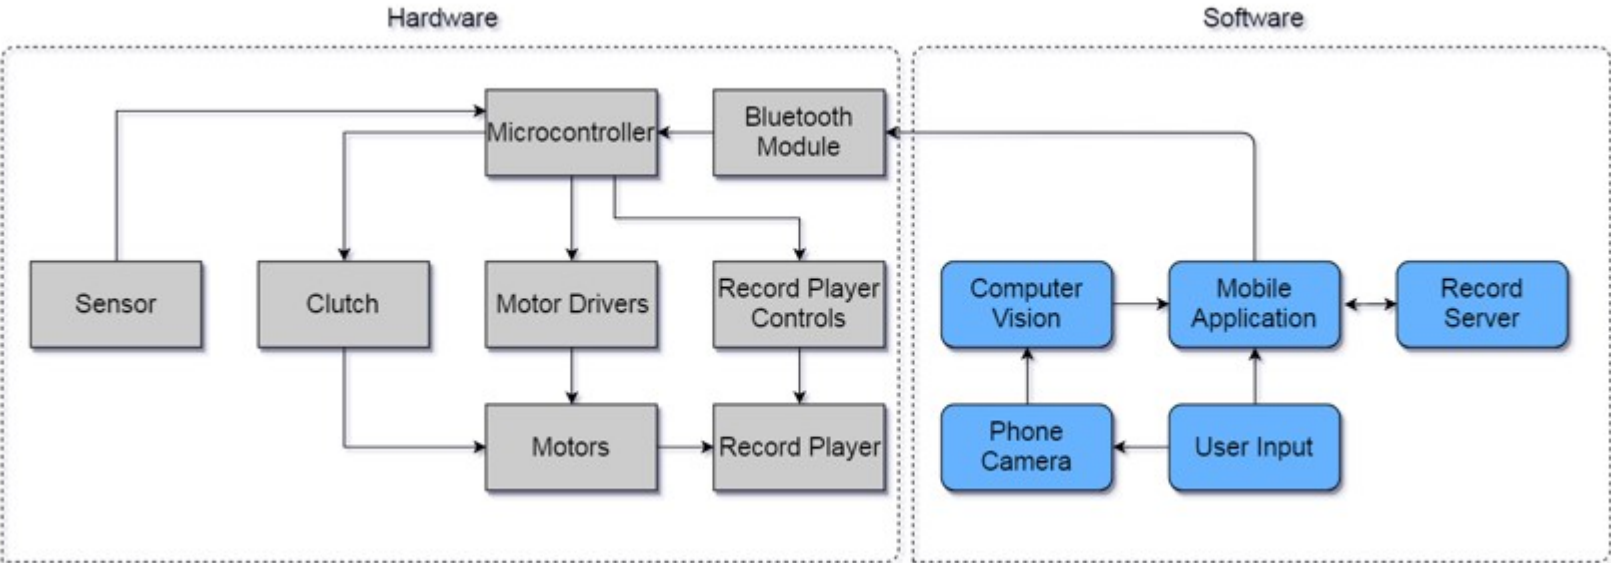 Hardware
Software
Microcontroller
Bluetooth
Module
Sensor
Clutch
Motor Drivers
Record Player
Controls
Computer
Vision
Mobile
Application
Record
Server
Motors
Record Player
Phone
Camera
User Input